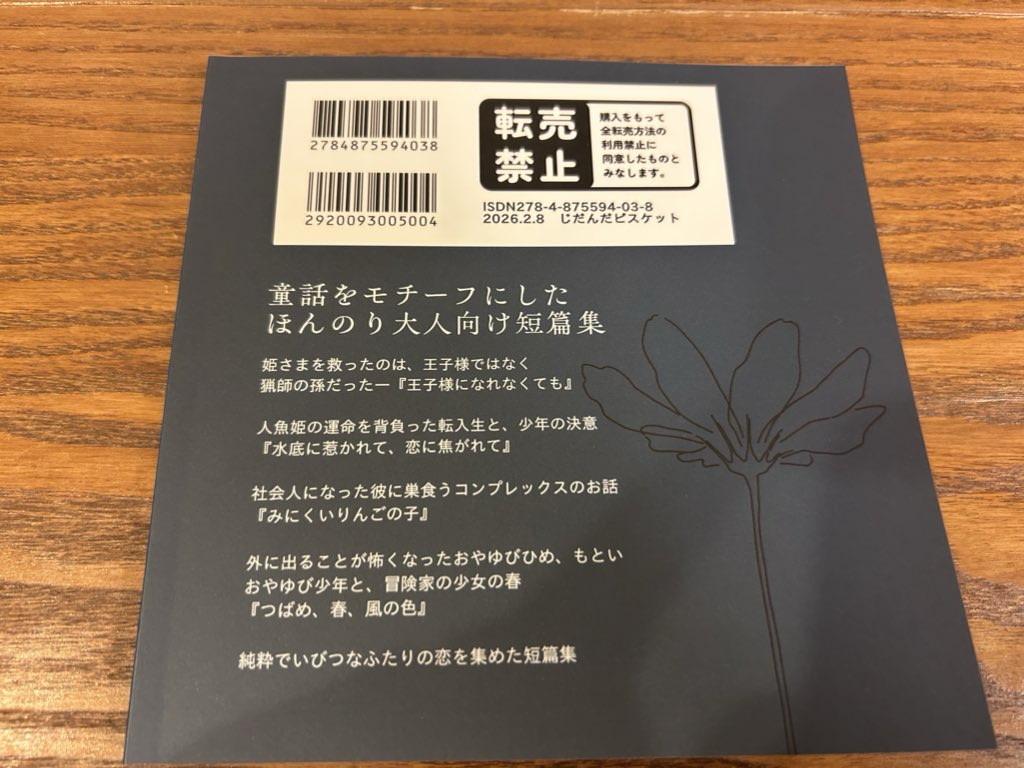 2784875594038
2920093005004
転売
禁止
購入をもって
全転売方法の
利用禁止に
同意したものと
みなします。
ISDN278-4-875594-03-8
2026.2.8 じだんだビスケット
童話をモチーフにした
ほんのり大人向け短篇集
姫さまを救ったのは、王子様ではなく
猟師の孫だった―『王子様になれなくても』
人魚姫の運命を背負った転入生と、少年の決意
『水底に惹かれて、恋に焦がれて』
社会人になった彼に巣食うコンプレックスのお話
『みにくいりんごの子』
外に出ることが怖くなったおやゆびひめ、もとい
おやゆび少年と、冒険家の少女の春
『つばめ、春、風の色』
純粋でいびつなふたりの恋を集めた短篇集